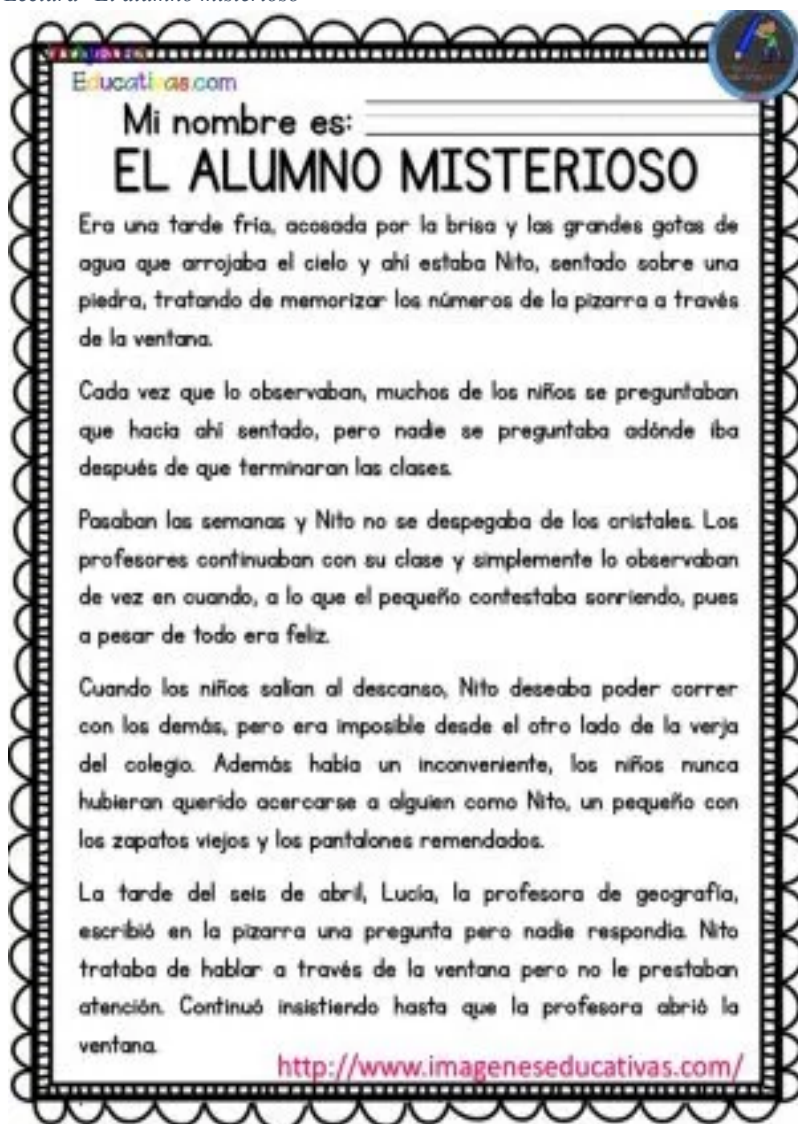 Lectura "El alumno misterioso"
Educativas.com
Mi nombre es:
EL ALUMNO MISTERIOSO
Era una tarde fría, acosada por la brisa y las grandes gotas de
agua que arrojaba el cielo y ahí estaba Nito, sentado sobre una
piedra, tratando de memorizar los números de la pizarra a través
de la ventana.
Cada vez que lo observaban, muchos de los niños se preguntaban
que hacía ahí sentado, pero nadie se preguntaba adónde iba
después de que terminaran las clases.
Pasaban las semanas y Nito no se despegaba de los cristales. Los
profesores continuaban con su clase y simplemente lo observaban
de vez en cuando, a lo que el pequeño contestaba sonriendo, pues
a pesar de todo era feliz.
Cuando los niños salían al descanso, Nito deseaba poder correr
con los demás, pero era imposible desde el otro lado de la verja
del colegio. Además había un inconveniente, los niños nunca
hubieran querido acercarse a alguien como Nito, un pequeño con
los zapatos viejos y los pantalones remendados.
La tarde del seis de abril, Lucía, la profesora de geografía,
escribió en la pizarra una pregunta pero nadie respondía. Nito
trataba de hablar a través de la ventana pero no le prestaban
atención. Continuó insistiendo hasta que la profesora abrió la
ventana.
http://www.imageneseducativas.com/